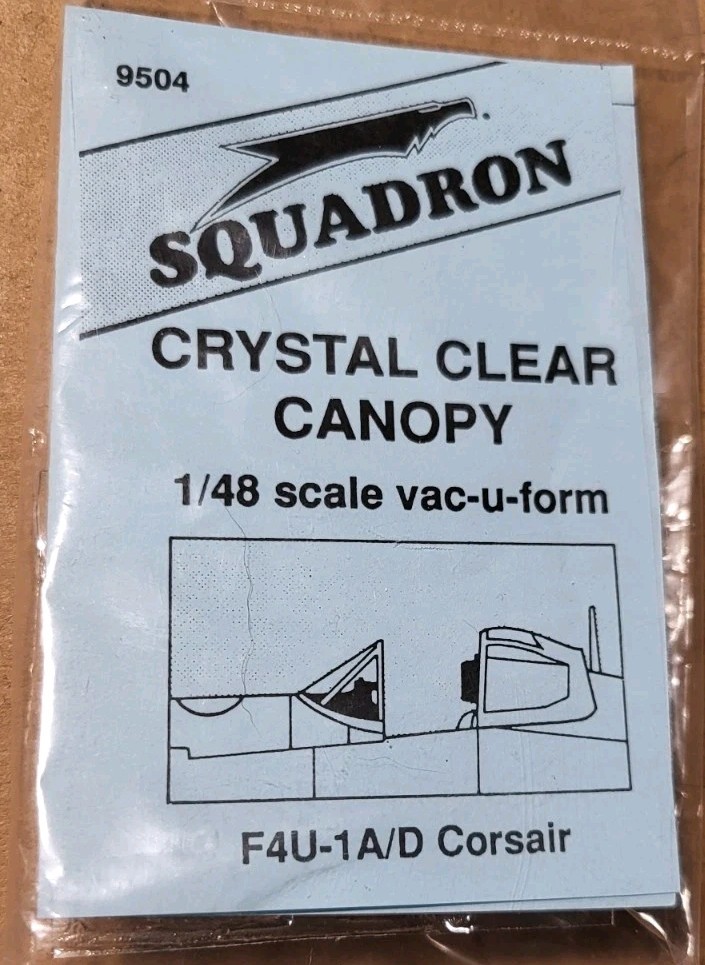 9504
SQUADRON
CRYSTAL CLEAR
CANOPY
1/48 scale vac-u-form
F4U-1A/D Corsair